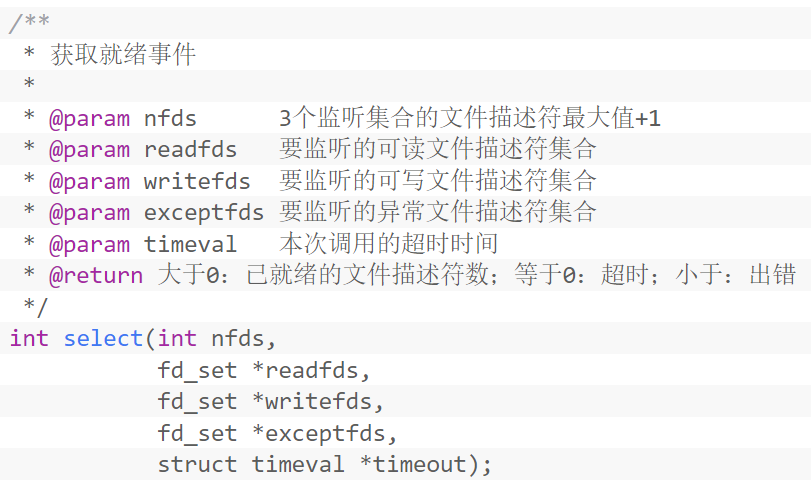 /**
 * 获取就绪事件
 *
 * @param nfds      3个监听集合的文件描述符最大值+1
 * @param readfds   要监听的可读文件描述符集合
 * @param writefds  要监听的可写文件描述符集合
 * @param exceptfds 要监听的异常文件描述符集合
 * @param timeval   本次调用的超时时间
 * @return 大于0：已就绪的文件描述符数；等于0：超时；小于：出错
 */
int select(int nfds,
          fd_set *readfds,
          fd_set *writefds,
          fd_set *exceptfds,
          struct timeval *timeout);